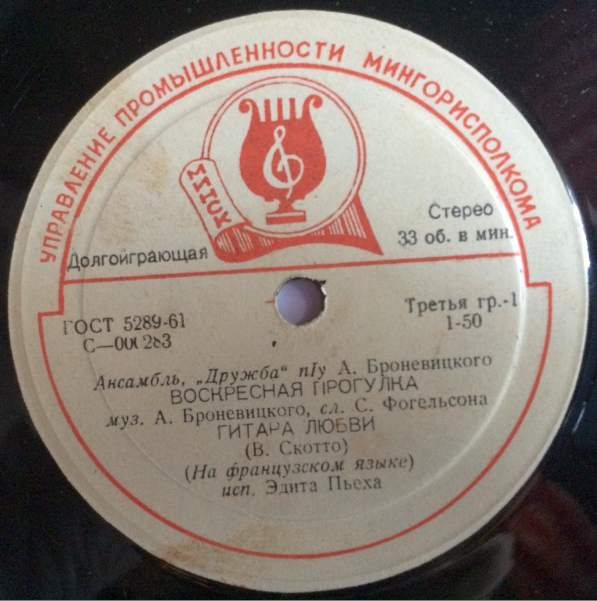 УПРАВЛЕНИЕ ПРОМЫШЛЕННОСТИ МИНГОРИСПОЛКОМА
Долгоиграющая
Стерео
33 об. в мин.
ГОСТ 5289-61
Третья гр.-1
1-50
Ансамбль, „Дружба“ п/у А. Броневицкого
ВОСКРЕСНАЯ ПРОГУЛКА
муз. А. Броневицкого, сл. С. Фогельсона
ГИТАРА ЛЮБВИ
(В. Скотто)
(На французском языке)
исп. Эдита Пьеха